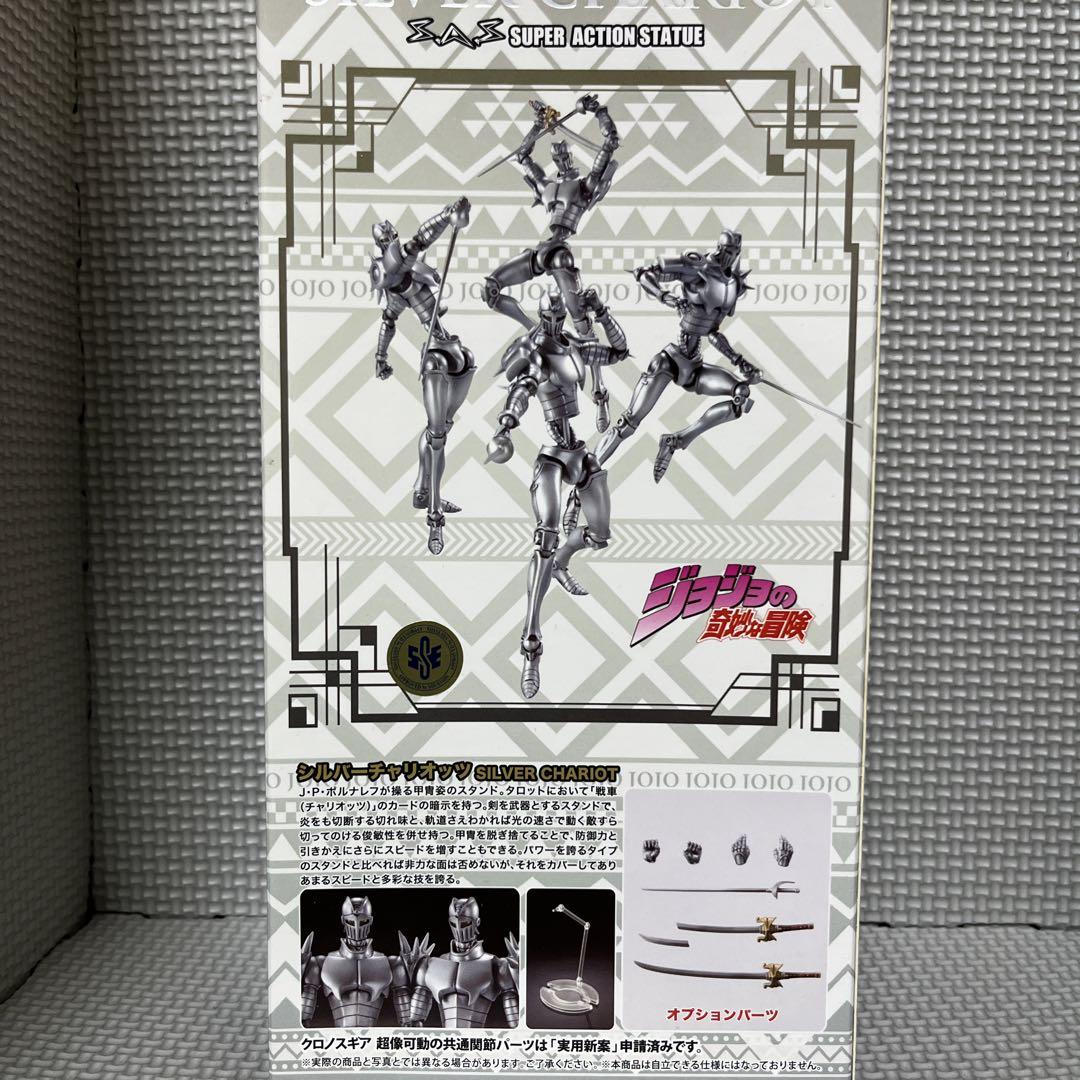 SILVER CHARIOT
S.A.S SUPER ACTION STATUE
JOJO JOJO
JOJO JOJO JOJO
ジョジョの
奇妙な冒険
シルバーチャリオッツ SILVER CHARIOT
JOJO JOJO JOJO JOJO
J・P・ポルナレフが操る甲冑姿のスタンド。タロットにおいて「戦車
(チャリオッツ)」のカードの暗示を持つ。剣を武器とするスタンドで、
炎をも切断する切れ味と、軌道さえわかれば光の速さで動く敵すら
切ってのける俊敏性を併せ持つ。甲冑を脱ぎ捨てることで、防御力と
引きかえにさらにスピードを増すこともできる。パワーを誇るタイプ
のスタンドと比べれば非力な面は否めないが、それをカバーしてあり
あまるスピードと多彩な技を誇る。
オプションパーツ
クロノスギア 超像可動の共通関節パーツは「実用新案」申請済みです。
※実際の商品と写真とでは異なる場合があります。ご了承ください。※本商品は自立できる仕様にはなっておりません。